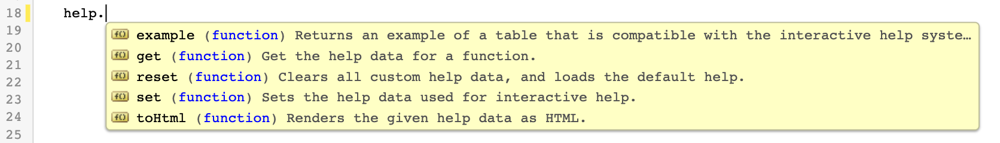 18 help.
19 f() example (function) Returns an example of a table that is compatible with the interactive help syste…
20 f() get (function) Get the help data for a function.
21 f() reset (function) Clears all custom help data, and loads the default help.
22
23 f() set (function) Sets the help data used for interactive help.
24 f() toHtml (function) Renders the given help data as HTML.
25